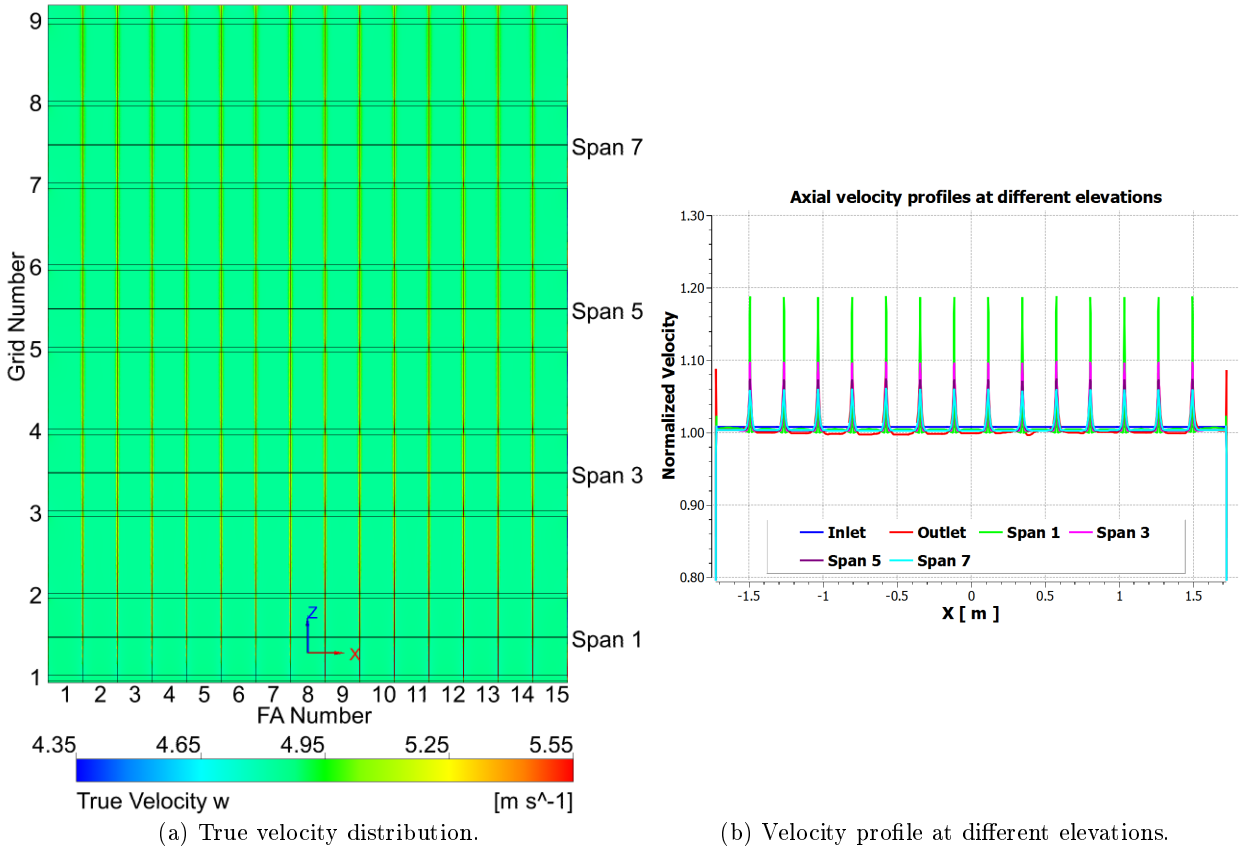 9
8
Span 7
7
6
Span 5
5
Grid Number
4
Span 3
3
2
Z
Span 1
X
1
1 2 3 4 5 6 7 8 9 10 11 12 13 14 15
FA Number
4.35 4.65 4.95 5.25 5.55
True Velocity w [m s^-1]
(a) True velocity distribution.
Axial velocity profiles at different elevations
1.30
1.20
1.10
1.00
0.90
0.80
Normalized Velocity
Inlet Outlet Span 1 Span 3
Span 5 Span 7
-1.5 -1 -0.5 0 0.5 1 1.5
X [ m ]
(b) Velocity profile at different elevations.